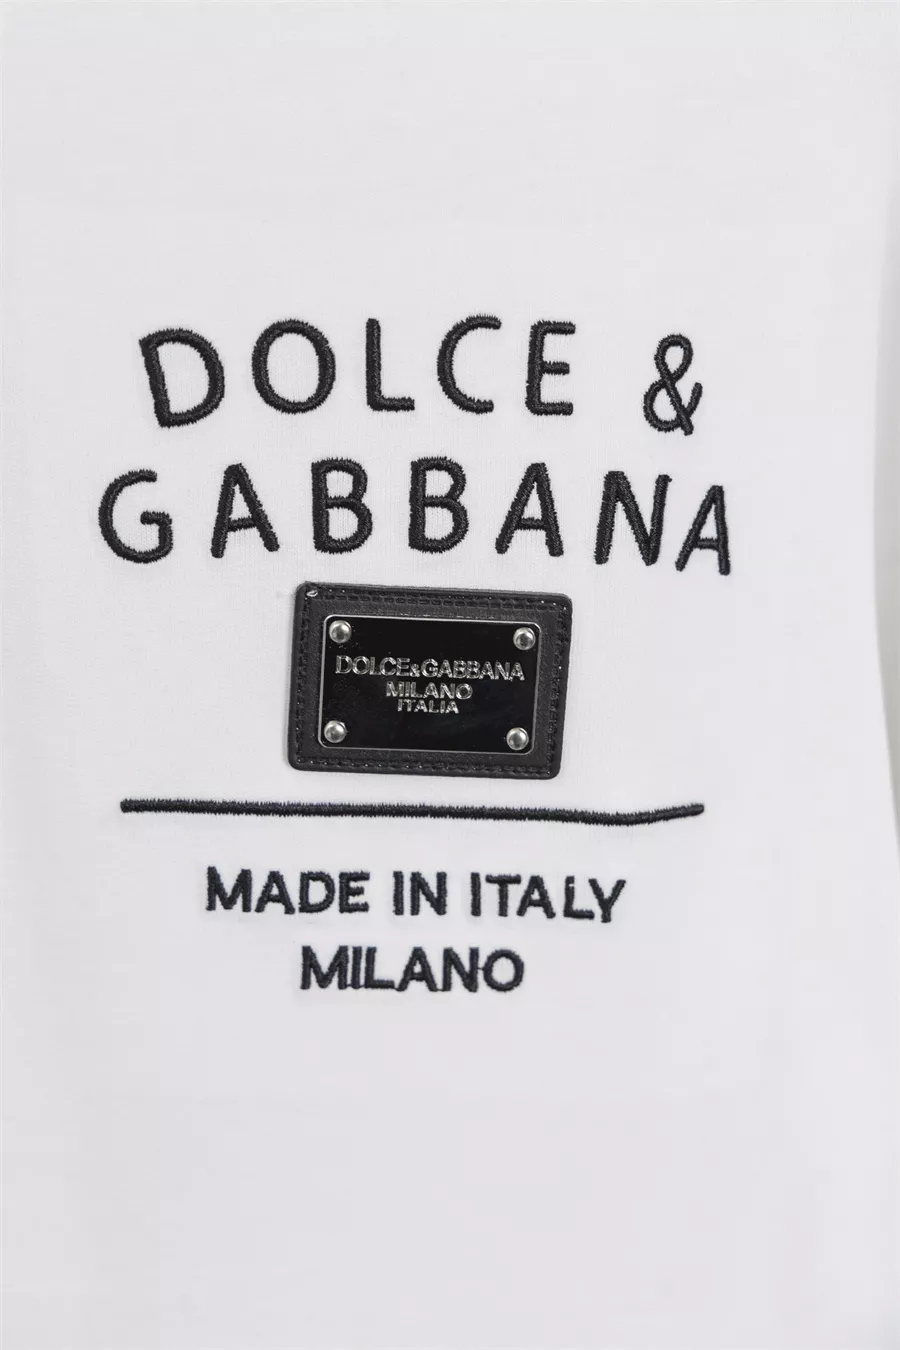 DOLCE &
GABBANA
DOLCE&GABBANA
MILANO
ITALIA
MADE IN ITALY
MILANO